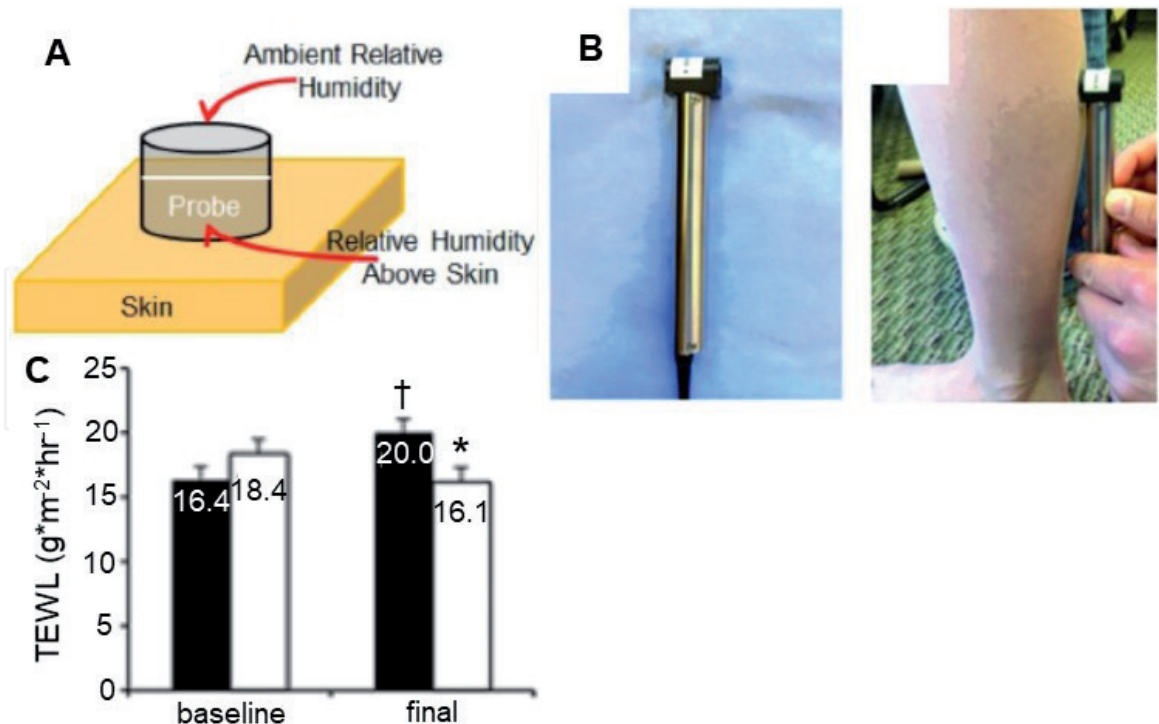 A
Ambient Relative
Humidity
Probe
Relative Humidity
Above Skin
Skin
B
C
TEWL (g*m⁻²*hr⁻¹)
25
20
15
10
5
0
16.4
18.4
†
20.0
*
16.1
baseline
final